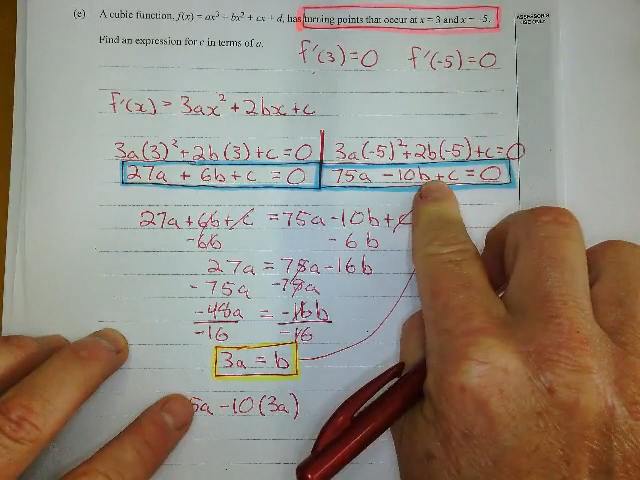 (e) A cubic function, f(x) = ax³ + bx² + cx + d, has turning points that occur at x = 3 and x = -5.
ASSESSOR'S USE ONLY
Find an expression for c in terms of a.
f'(3) = 0 f'(-5) = 0
f'(x) = 3ax² + 2bx + c
3a(3)² + 2b(3) + c = 0 3a(-5)² + 2b(-5) + c = 0
27a + 6b + c = 0 75a - 10b + c = 0
27a + 6b + c = 75a - 10b + c
-6b -6b
27a = 75a - 16b
-75a -75a
-48a = -16b
-16 -16
3a = b
5a - 10(3a)